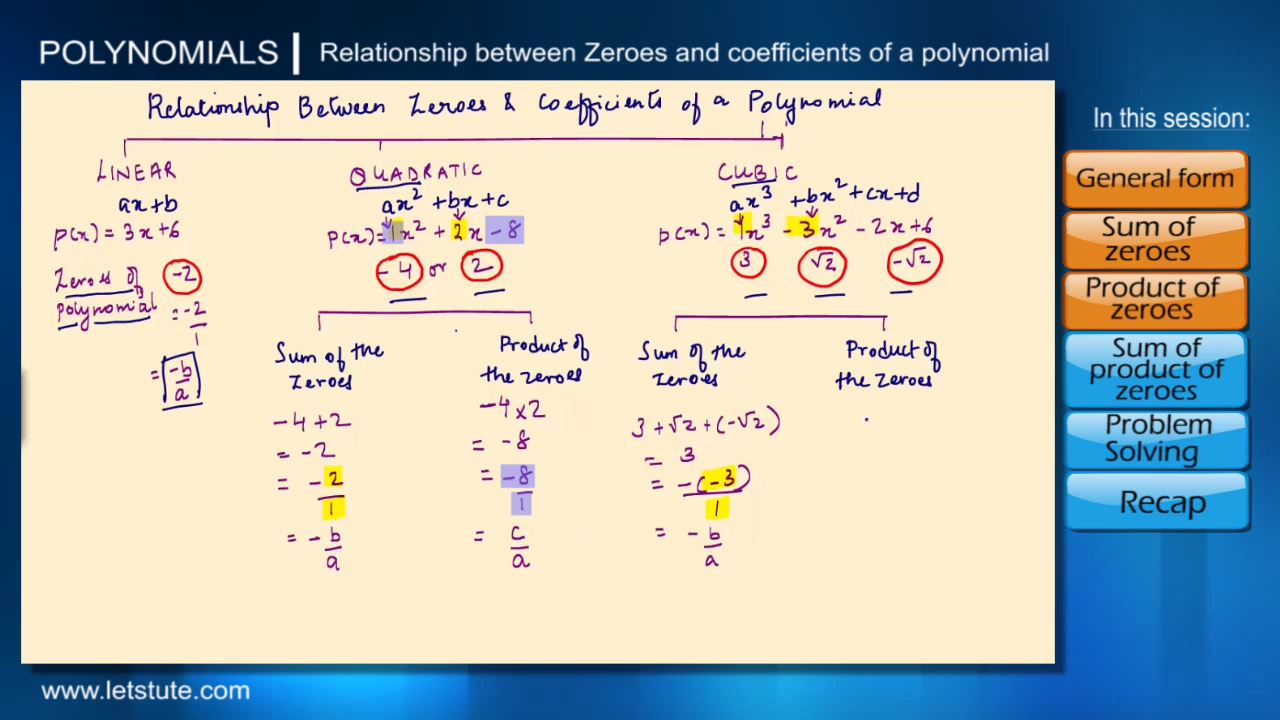 POLYNOMIALS | Relationship between Zeroes and coefficients of a polynomial
Relationship Between Zeroes & Coefficients of a Polynomial
LINEAR
ax+b
p(x) = 3x+6
Zeroes of -2
polynomial = -2/1
= -b/a
QUADRATIC
ax² + bx + c
p(x) = 1x² + 2x - 8
-4 or 2
Sum of the
zeroes
-4+2
= -2
= -2/1
= -b/a
Product of
the zeroes
-4×2
= -8
= -8/1
= c/a
CUBIC
ax³ + bx² + cx + d
p(x) = 1x³ - 3x² - 2x + 6
3 √2 -√2
Sum of the
zeroes
3+√2+(-√2)
= 3
= -(-3)/1
= -b/a
Product of
the zeroes
In this session:
General form
Sum of
zeroes
Product of
zeroes
Sum of
product of
zeroes
Problem
Solving
Recap
www.letstute.com